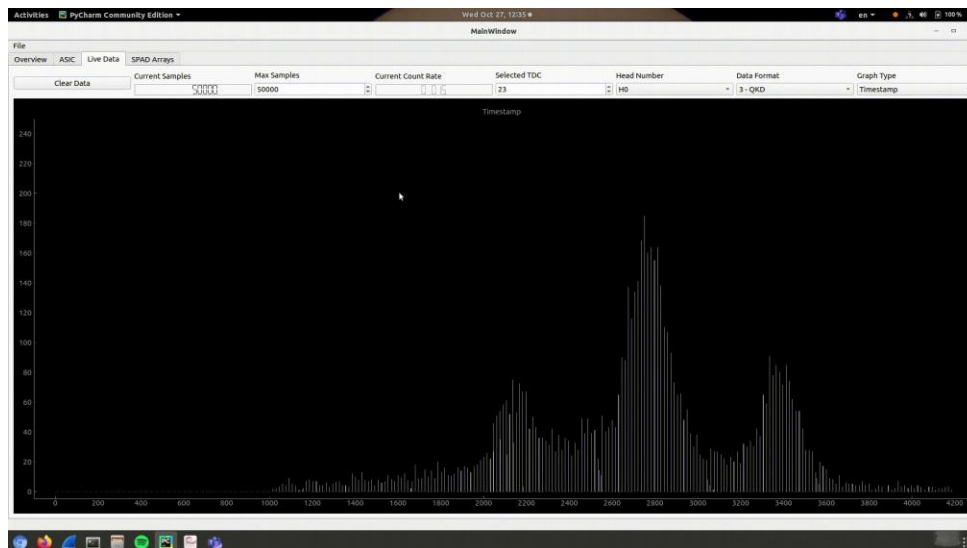 Activities PyCharm Community Edition Wed Oct 27, 12:35 en 100 %
MainWindow
File
Overview ASIC Live Data SPAD Arrays
Clear Data Current Samples Max Samples Current Count Rate Selected TDC Head Number Data Format Graph Type
50000 50000 0.06 23 H0 3 - QKD Timestamp
Timestamp
240
220
200
180
160
140
120
100
80
60
40
20
0
0 200 400 600 800 1000 1200 1400 1600 1800 2000 2200 2400 2600 2800 3000 3200 3400 3600 3800 4000 4200